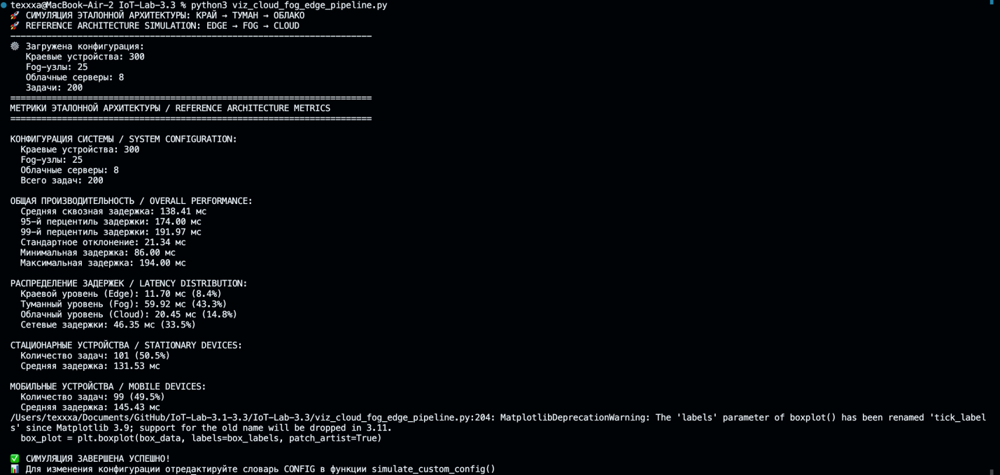 texxxa@MacBook-Air-2 IoT-Lab-3.3 % python3 viz_cloud_fog_edge_pipeline.py
🚀 СИМУЛЯЦИЯ ЭТАЛОННОЙ АРХИТЕКТУРЫ: КРАЙ → ТУМАН → ОБЛАКО
🚀 REFERENCE ARCHITECTURE SIMULATION: EDGE → FOG → CLOUD
----------------------------------------------------------------------
⚙️ Загружена конфигурация:
Краевые устройства: 300
Fog-узлы: 25
Облачные серверы: 8
Задачи: 200
======================================================================
МЕТРИКИ ЭТАЛОННОЙ АРХИТЕКТУРЫ / REFERENCE ARCHITECTURE METRICS
======================================================================
КОНФИГУРАЦИЯ СИСТЕМЫ / SYSTEM CONFIGURATION:
Краевые устройства: 300
Fog-узлы: 25
Облачные серверы: 8
Всего задач: 200
ОБЩАЯ ПРОИЗВОДИТЕЛЬНОСТЬ / OVERALL PERFORMANCE:
Средняя сквозная задержка: 138.41 мс
95-й перцентиль задержки: 174.00 мс
99-й перцентиль задержки: 191.97 мс
Стандартное отклонение: 21.34 мс
Минимальная задержка: 86.00 мс
Максимальная задержка: 194.00 мс
РАСПРЕДЕЛЕНИЕ ЗАДЕРЖЕК / LATENCY DISTRIBUTION:
Краевой уровень (Edge): 11.70 мс (8.4%)
Туманный уровень (Fog): 59.92 мс (43.3%)
Облачный уровень (Cloud): 20.45 мс (14.8%)
Сетевые задержки: 46.35 мс (33.5%)
СТАЦИОНАРНЫЕ УСТРОЙСТВА / STATIONARY DEVICES:
Количество задач: 101 (50.5%)
Средняя задержка: 131.53 мс
МОБИЛЬНЫЕ УСТРОЙСТВА / MOBILE DEVICES:
Количество задач: 99 (49.5%)
Средняя задержка: 145.43 мс
/Users/texxxa/Documents/GitHub/IoT-Lab-3.1-3.3/IoT-Lab-3.3/viz_cloud_fog_edge_pipeline.py:204: MatplotlibDeprecationWarning: The 'labels' parameter of boxplot() has been renamed 'tick_label
s' since Matplotlib 3.9; support for the old name will be dropped in 3.11.
box_plot = plt.boxplot(box_data, labels=box_labels, patch_artist=True)
✅ СИМУЛЯЦИЯ ЗАВЕРШЕНА УСПЕШНО!
📊 Для изменения конфигурации отредактируйте словарь CONFIG в функции simulate_custom_config()